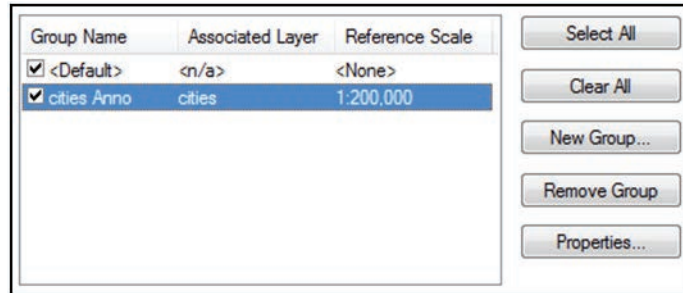 Group Name Associated Layer Reference Scale
<Default> <n/a> <None>
cities Anno cities 1:200,000
Select All
Clear All
New Group...
Remove Group
Properties...